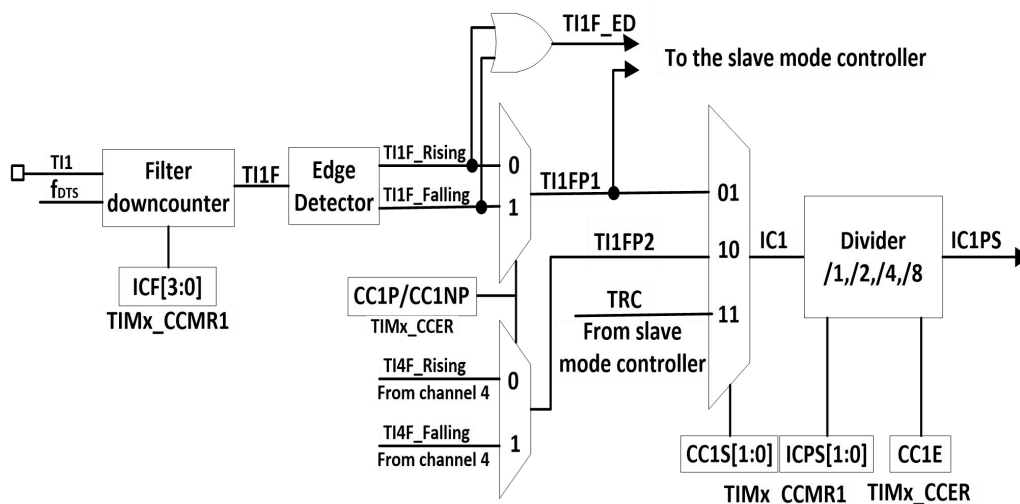 TI1F_ED
To the slave mode controller
TI1
fDTS
Filter
downcounter
TI1F
Edge
Detector
TI1F_Rising
TI1F_Falling
0
1
TI1FP1
ICF[3:0]
TIMx_CCMR1
CC1P/CC1NP
TIMx_CCER
TI4F_Rising
From channel 4
TI4F_Falling
From channel 4
0
1
TI1FP2
TRC
From slave
mode controller
01
10
11
IC1
Divider
/1,/2,/4,/8
IC1PS
CC1S[1:0]
ICPS[1:0]
CC1E
TIMx_CCMR1
TIMx_CCER